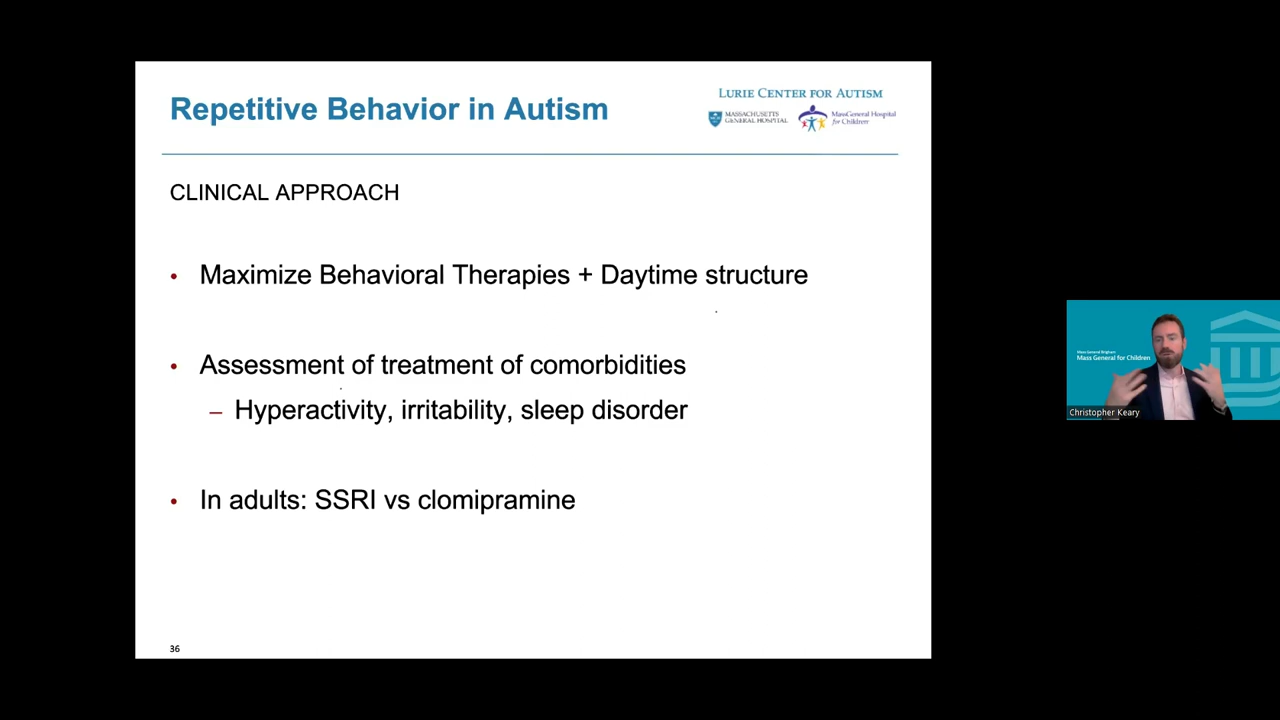 Repetitive Behavior in Autism
LURIE CENTER FOR AUTISM
MASSACHUSETTS
GENERAL HOSPITAL
MassGeneral Hospital
for Children
CLINICAL APPROACH
• Maximize Behavioral Therapies + Daytime structure
• Assessment of treatment of comorbidities
– Hyperactivity, irritability, sleep disorder
• In adults: SSRI vs clomipramine
36
Mass General Brigham
Mass General for Children
Christopher Keary